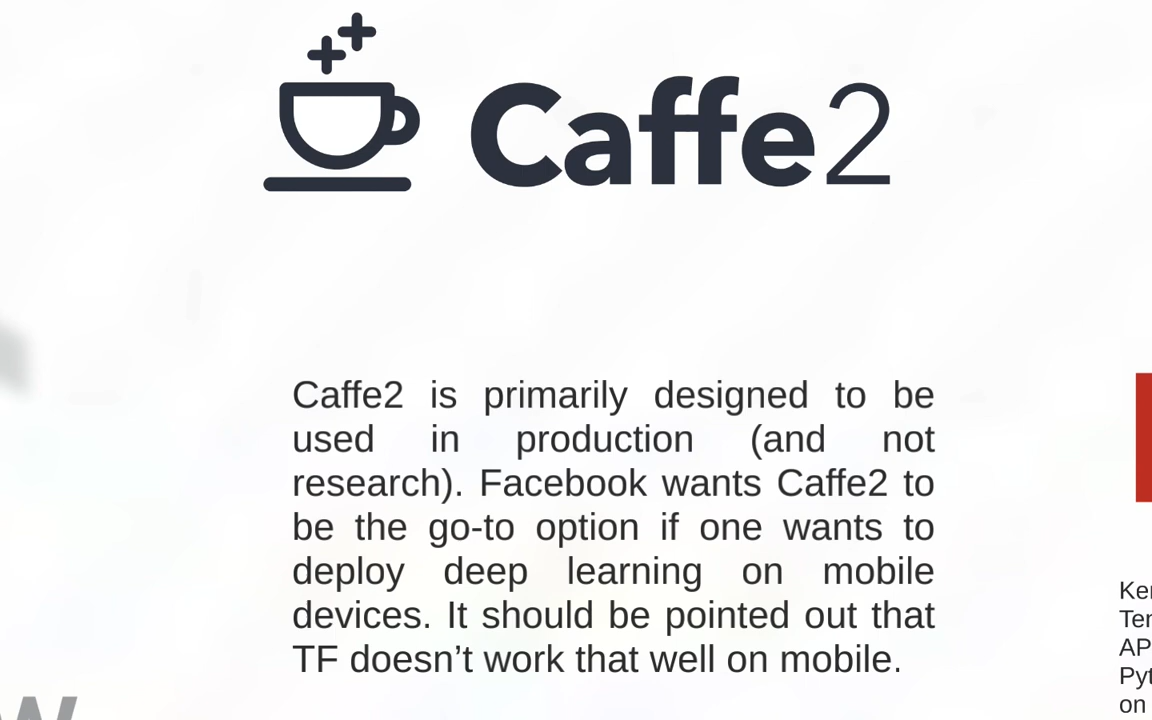 Caffe2
Caffe2 is primarily designed to be
used in production (and not
research). Facebook wants Caffe2 to
be the go-to option if one wants to
deploy deep learning on mobile
devices. It should be pointed out that
TF doesn’t work that well on mobile.
on